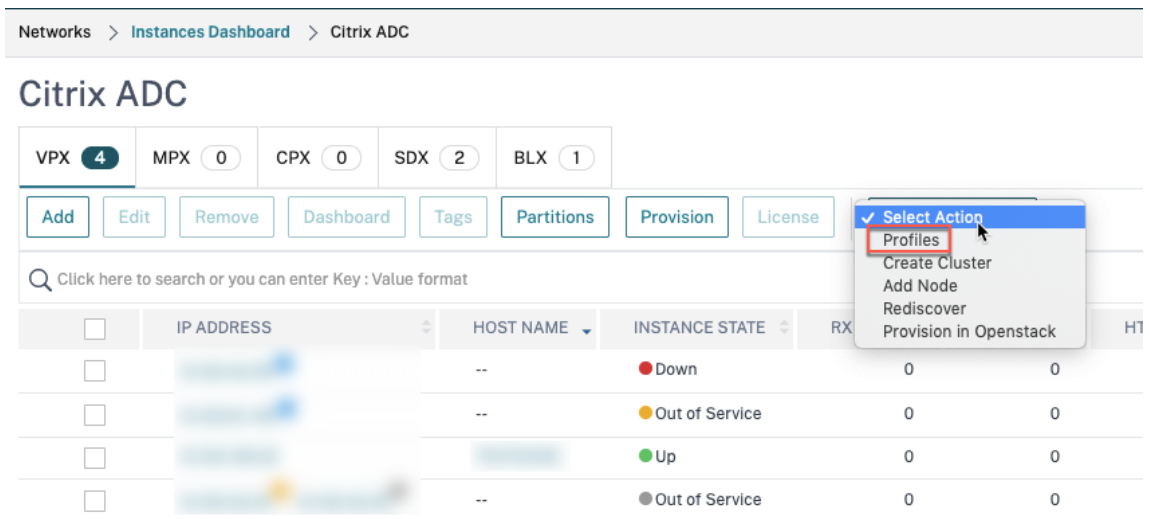 Networks > Instances Dashboard > Citrix ADC
Citrix ADC
VPX 4 MPX 0 CPX 0 SDX 2 BLX 1
Add Edit Remove Dashboard Tags Partitions Provision License
✓ Select Action
Profiles
Create Cluster
Add Node
Rediscover
Provision in Openstack
Click here to search or you can enter Key : Value format
IP ADDRESS HOST NAME INSTANCE STATE RX HT
-- Down 0 0
-- Out of Service 0 0
Up 0 0
-- Out of Service 0 0